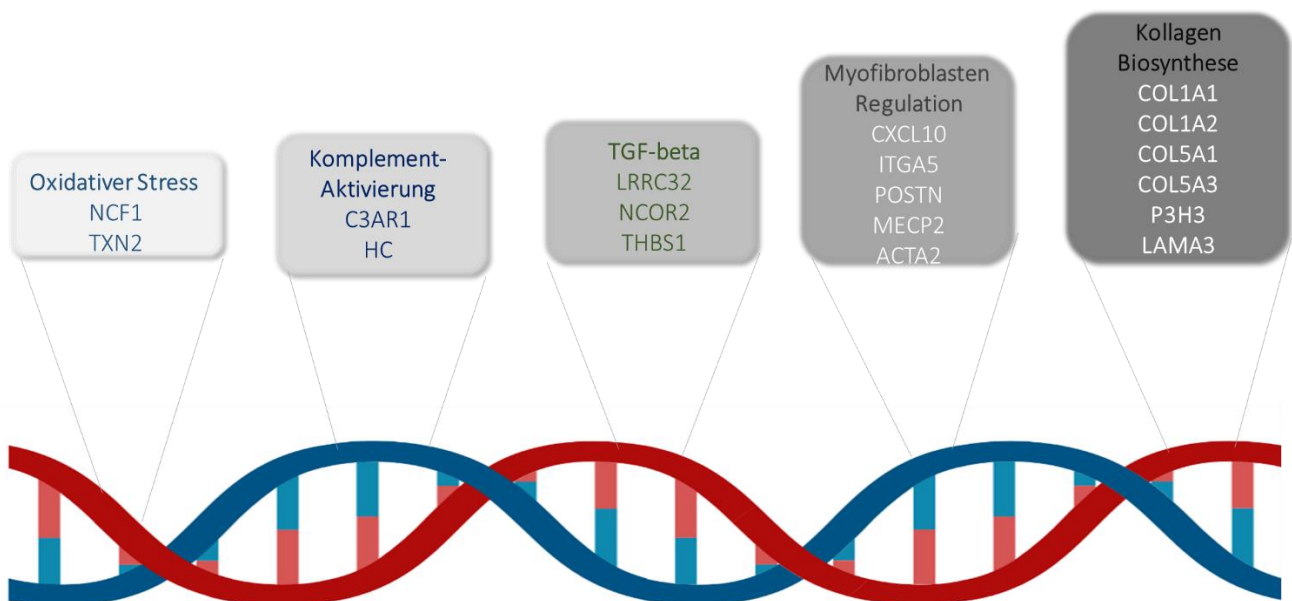 Oxidativer Stress
NCF1
TXN2
Komplement-
Aktivierung
C3AR1
HC
TGF-beta
LRRC32
NCOR2
THBS1
Myofibroblasten
Regulation
CXCL10
ITGA5
POSTN
MECP2
ACTA2
Kollagen
Biosynthese
COL1A1
COL1A2
COL5A1
COL5A3
P3H3
LAMA3